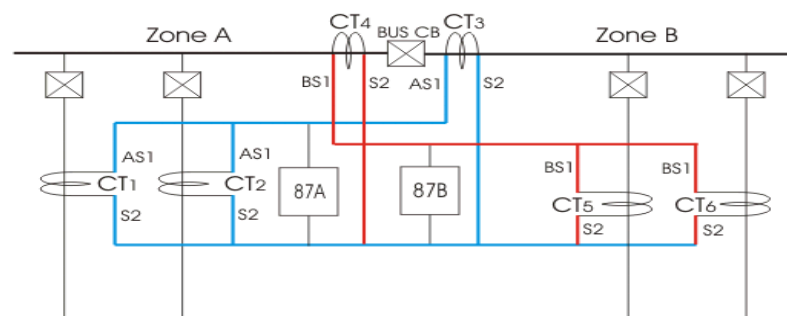 CT4 CT3
Zone A BUS CB Zone B
BS1 S2 AS1 S2
AS1 AS1 BS1 BS1
CT1 CT2 87A 87B CT5 CT6
S2 S2 S2 S2